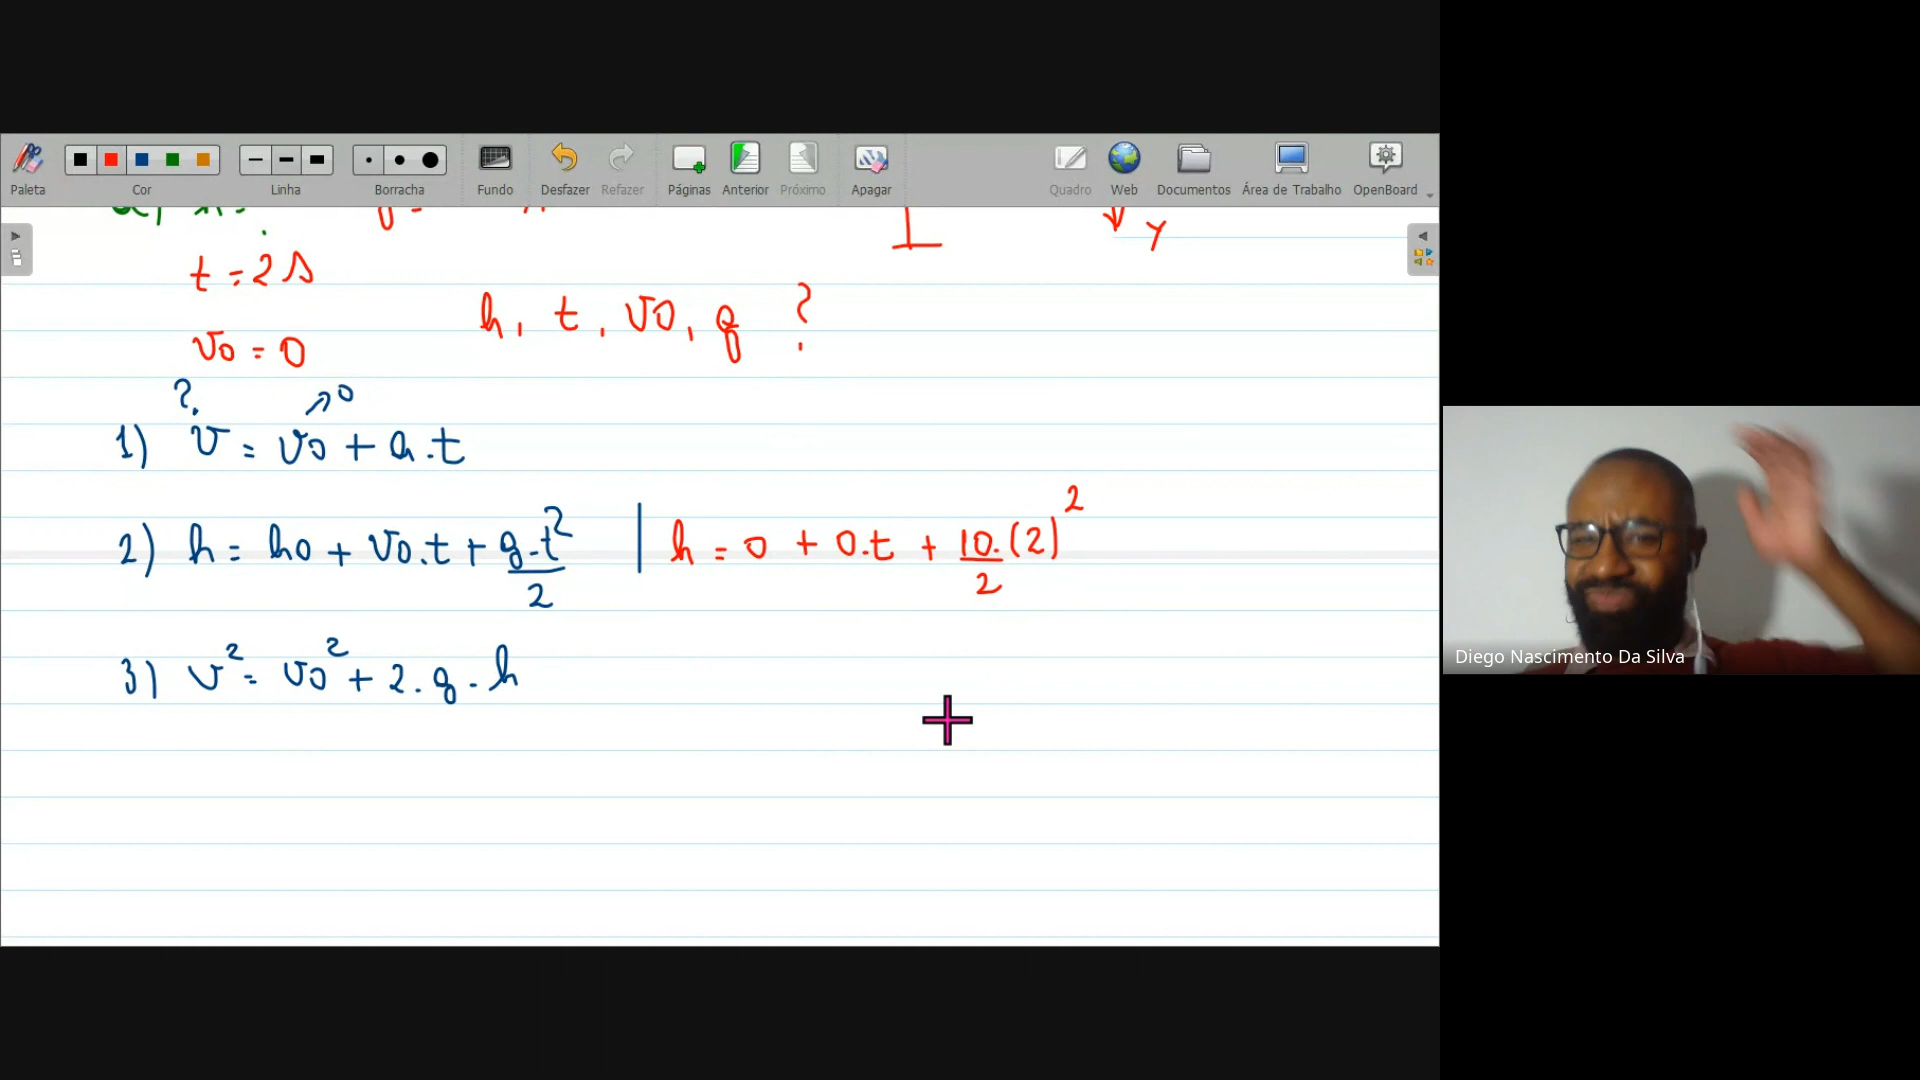 Paleta Cor Linha Borracha Fundo Desfazer Refazer Páginas Anterior Próximo Apagar Quadro Web Documentos Área de Trabalho OpenBoard
y
t = 2 s
h, t, v0, g ?
v0 = 0
? ↗0
1) v = v0 + a.t
2) h = h0 + v0.t + g.t²/2 | h = 0 + 0.t + 10.(2)²/2
3) v² = v0² + 2.g.h
Diego Nascimento Da Silva